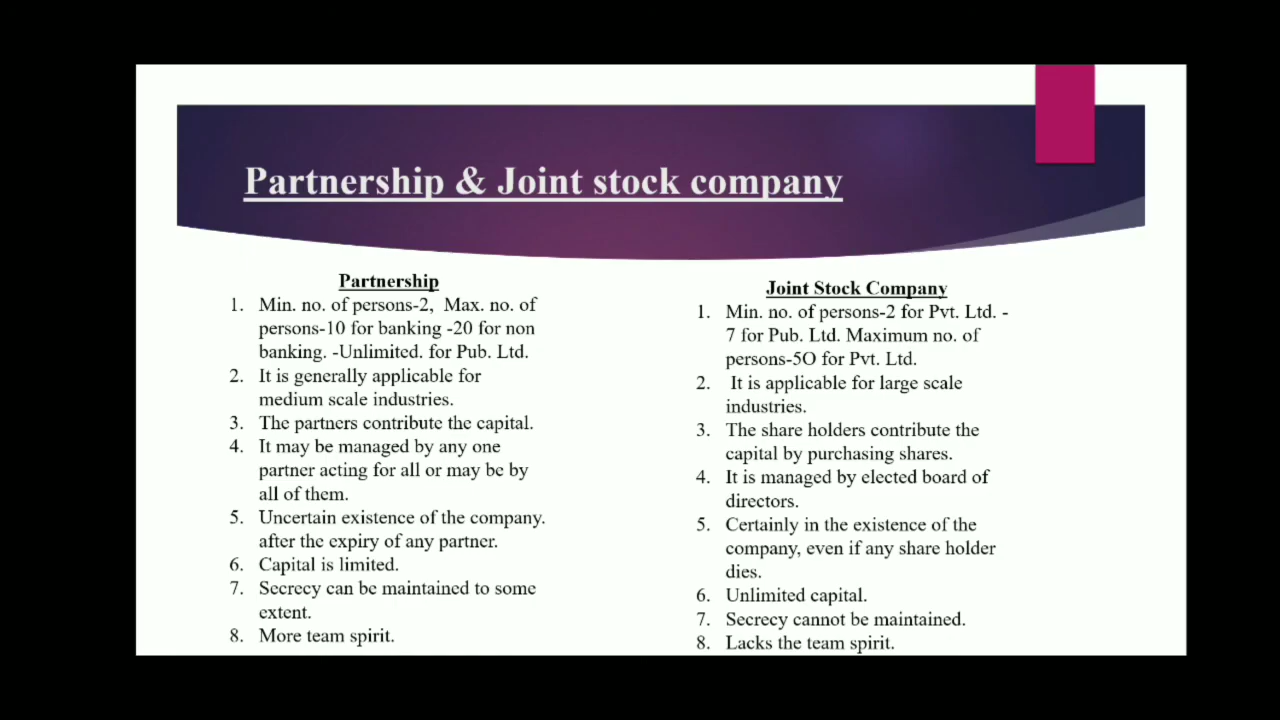 Partnership & Joint stock company
Partnership
1. Min. no. of persons-2, Max. no. of
persons-10 for banking -20 for non
banking. -Unlimited. for Pub. Ltd.
2. It is generally applicable for
medium scale industries.
3. The partners contribute the capital.
4. It may be managed by any one
partner acting for all or may be by
all of them.
5. Uncertain existence of the company.
after the expiry of any partner.
6. Capital is limited.
7. Secrecy can be maintained to some
extent.
8. More team spirit.
Joint Stock Company
1. Min. no. of persons-2 for Pvt. Ltd. -
7 for Pub. Ltd. Maximum no. of
persons-5O for Pvt. Ltd.
2. It is applicable for large scale
industries.
3. The share holders contribute the
capital by purchasing shares.
4. It is managed by elected board of
directors.
5. Certainly in the existence of the
company, even if any share holder
dies.
6. Unlimited capital.
7. Secrecy cannot be maintained.
8. Lacks the team spirit.